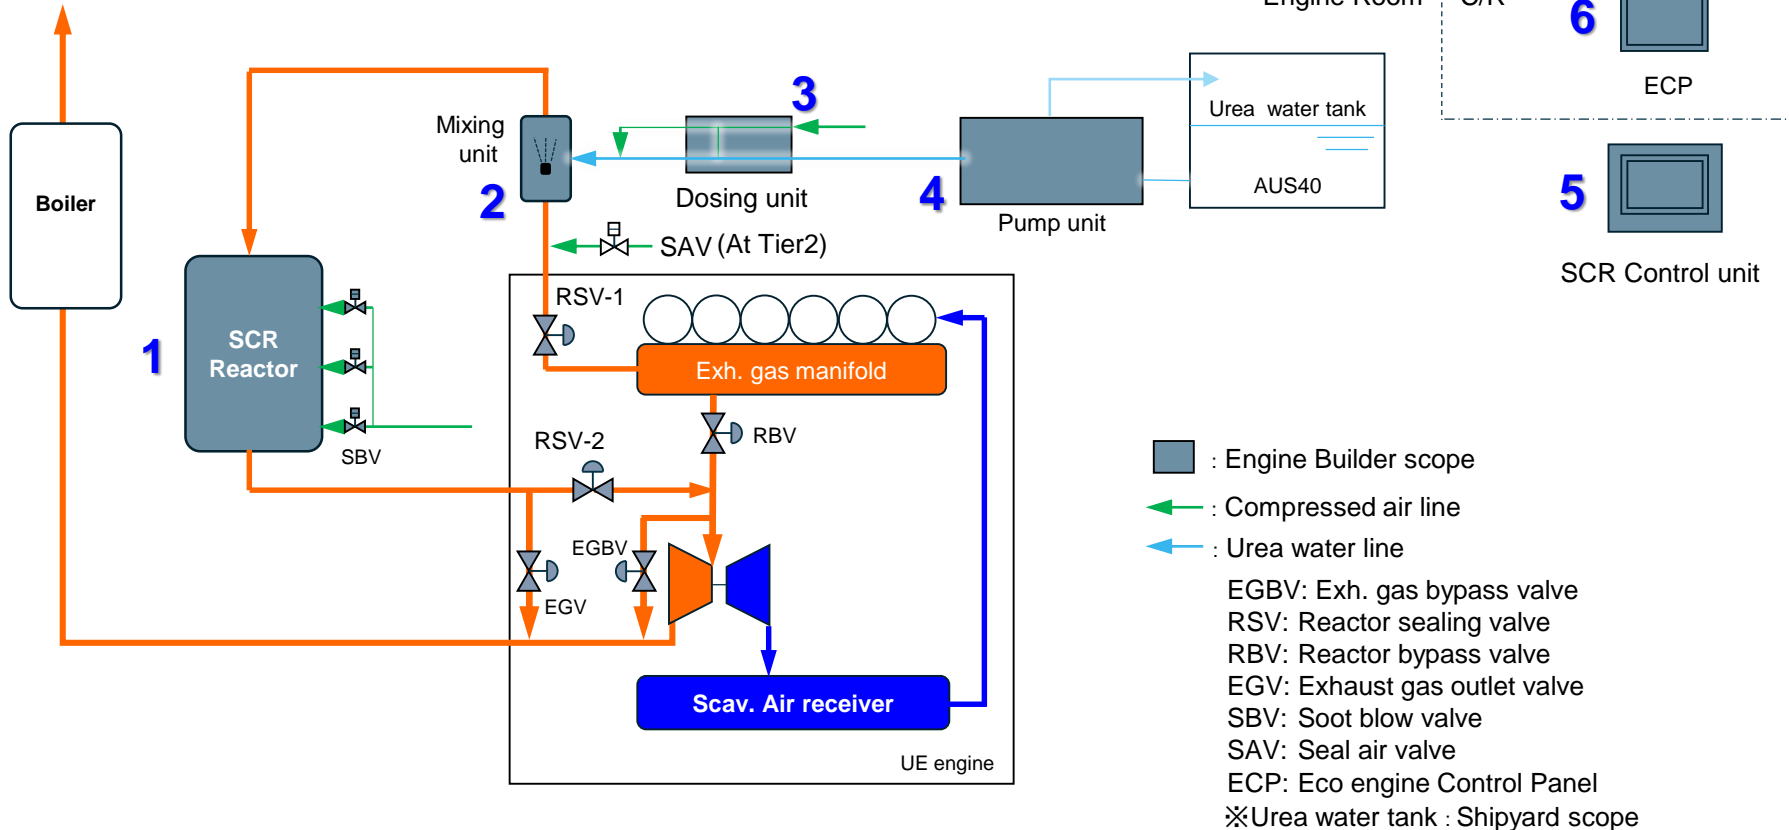 Engine Room
C/R
6
ECP
3
Mixing
unit
2
Dosing unit
4
Pump unit
Urea water tank
AUS40
5
SCR Control unit
Boiler
SAV (At Tier2)
1
SCR
Reactor
SBV
RSV-1
Exh. gas manifold
RBV
RSV-2
EGBV
EGV
Scav. Air receiver
UE engine
: Engine Builder scope
: Compressed air line
: Urea water line
EGBV: Exh. gas bypass valve
RSV: Reactor sealing valve
RBV: Reactor bypass valve
EGV: Exhaust gas outlet valve
SBV: Soot blow valve
SAV: Seal air valve
ECP: Eco engine Control Panel
※Urea water tank : Shipyard scope